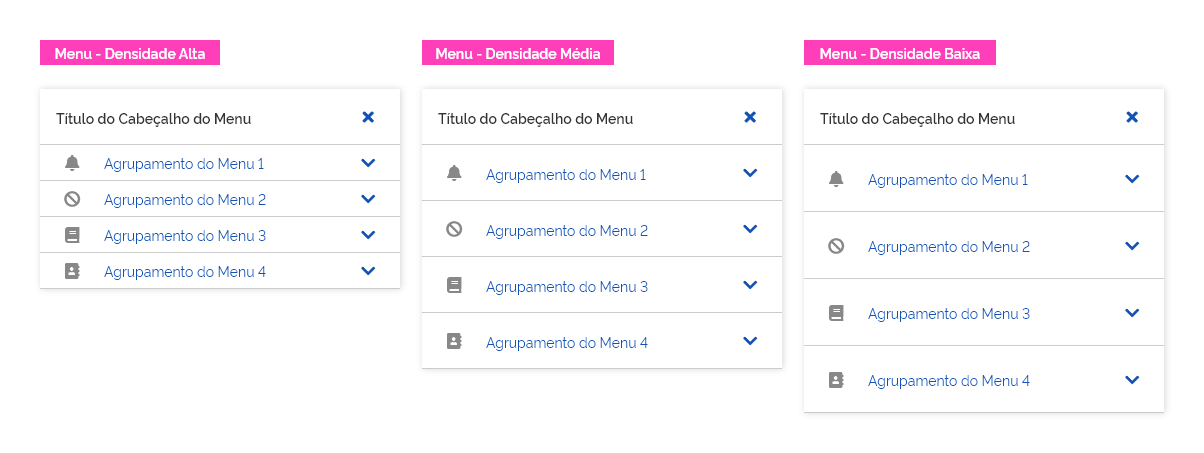 Menu - Densidade Alta
Título do Cabeçalho do Menu
Agrupamento do Menu 1
Agrupamento do Menu 2
Agrupamento do Menu 3
Agrupamento do Menu 4
Menu - Densidade Média
Título do Cabeçalho do Menu
Agrupamento do Menu 1
Agrupamento do Menu 2
Agrupamento do Menu 3
Agrupamento do Menu 4
Menu - Densidade Baixa
Título do Cabeçalho do Menu
Agrupamento do Menu 1
Agrupamento do Menu 2
Agrupamento do Menu 3
Agrupamento do Menu 4